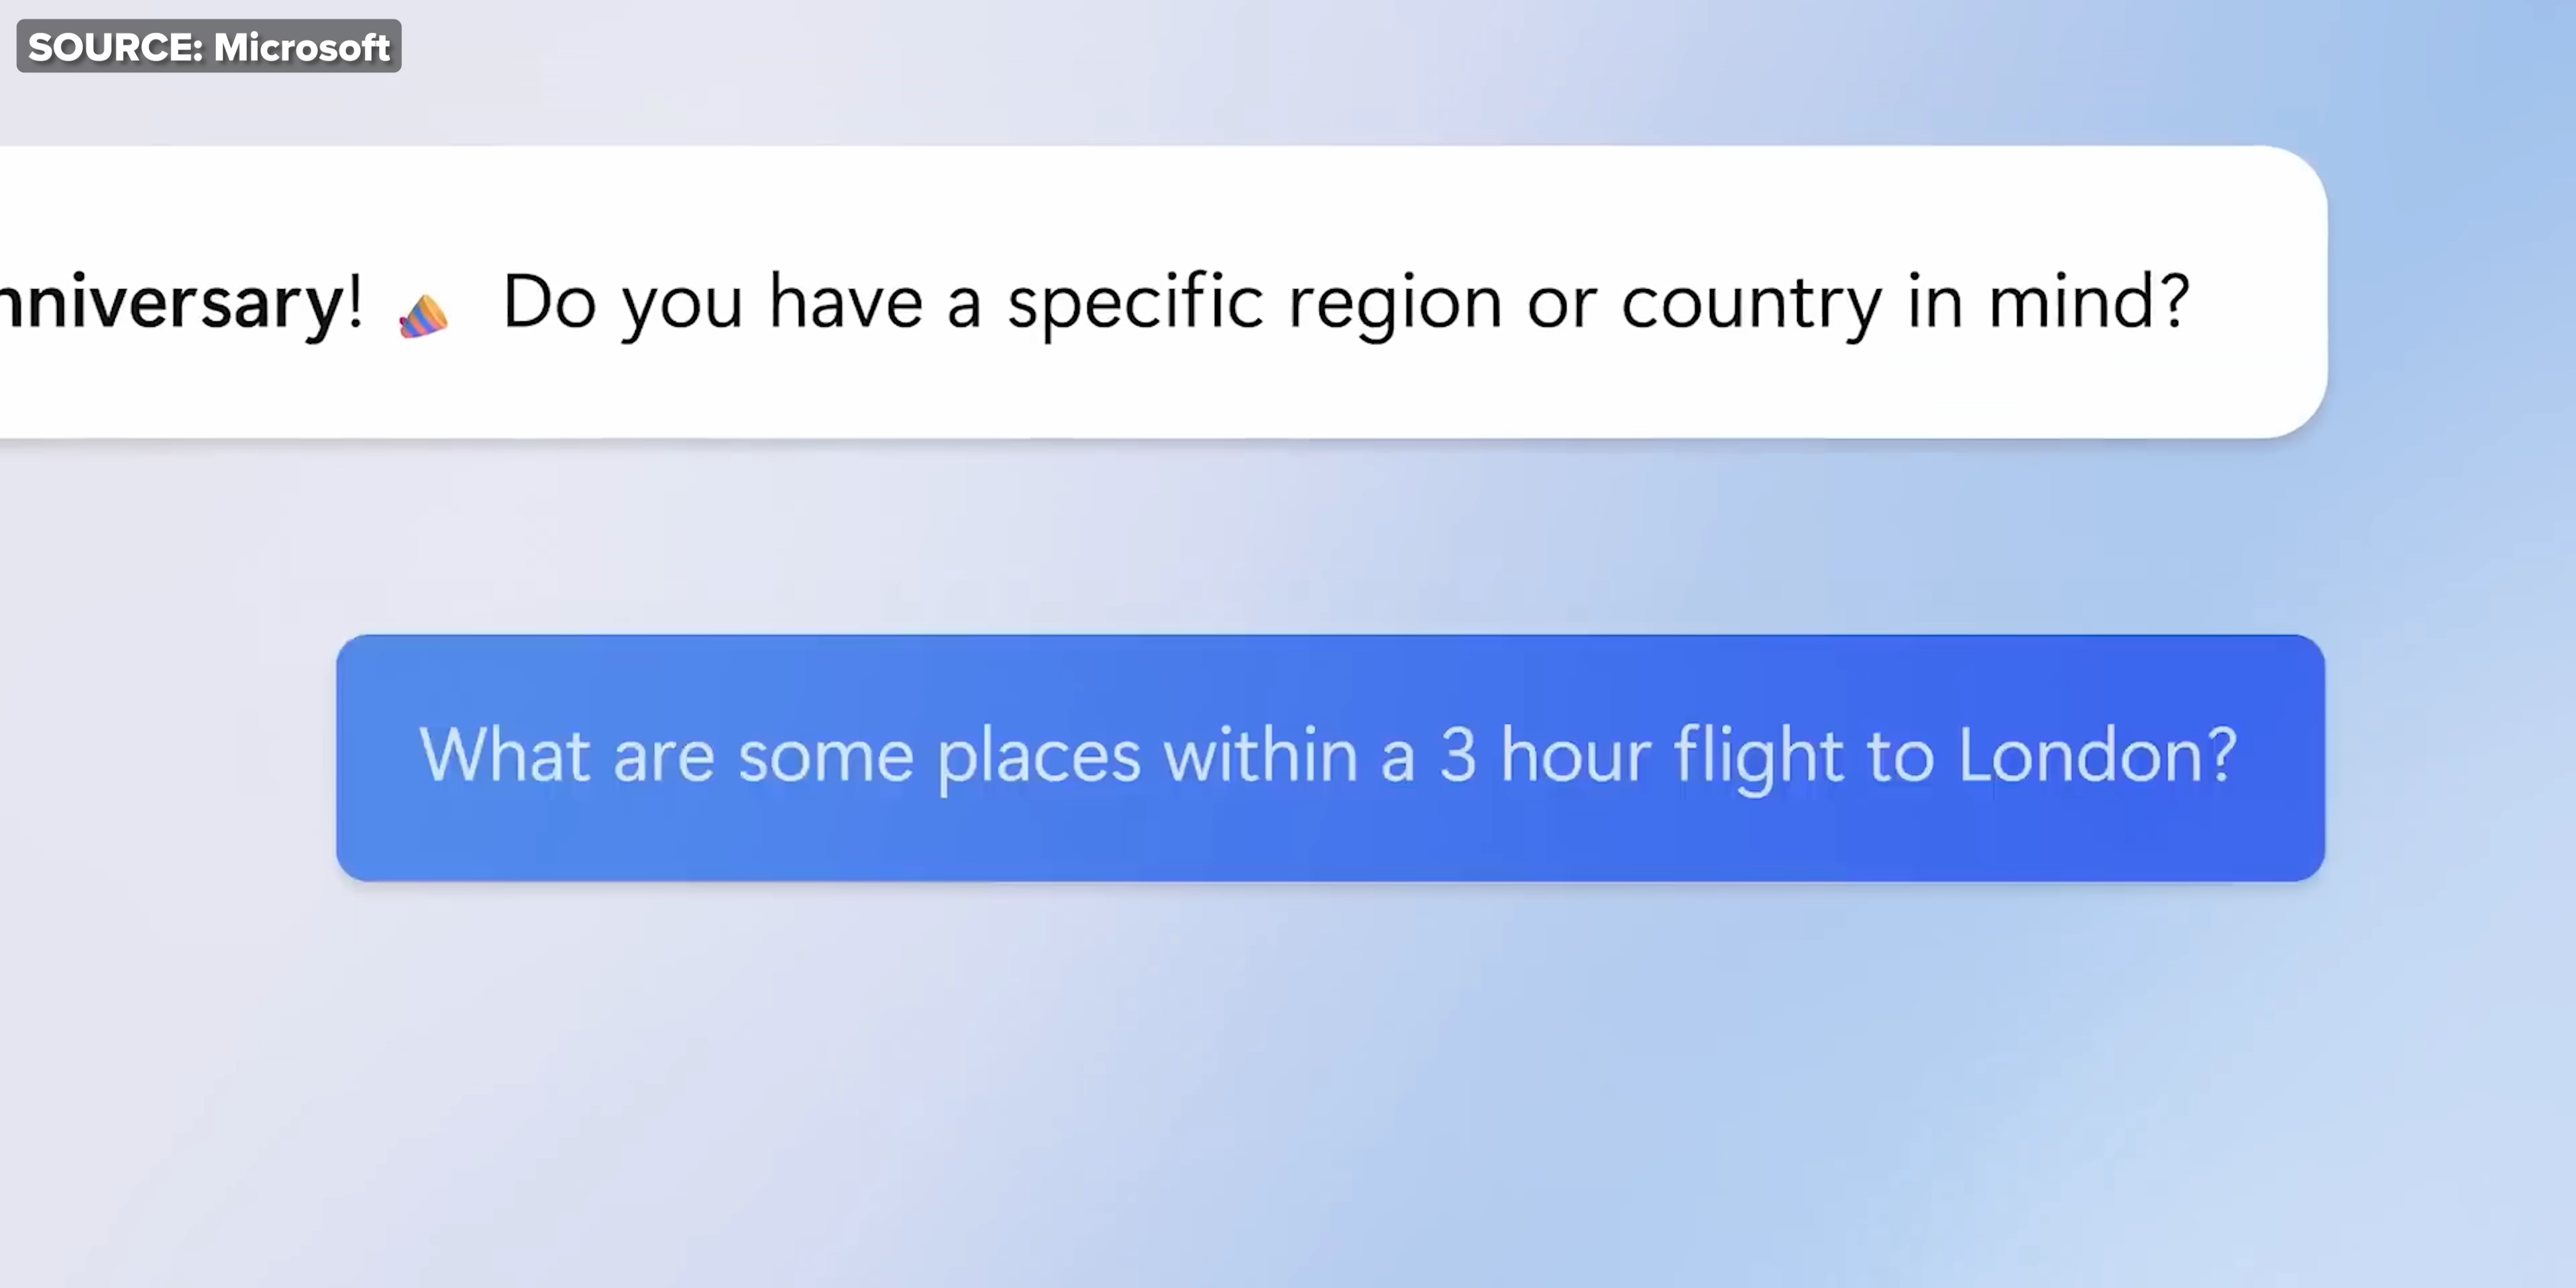 SOURCE: Microsoft
nniversary! 🎉 Do you have a specific region or country in mind?
What are some places within a 3 hour flight to London?